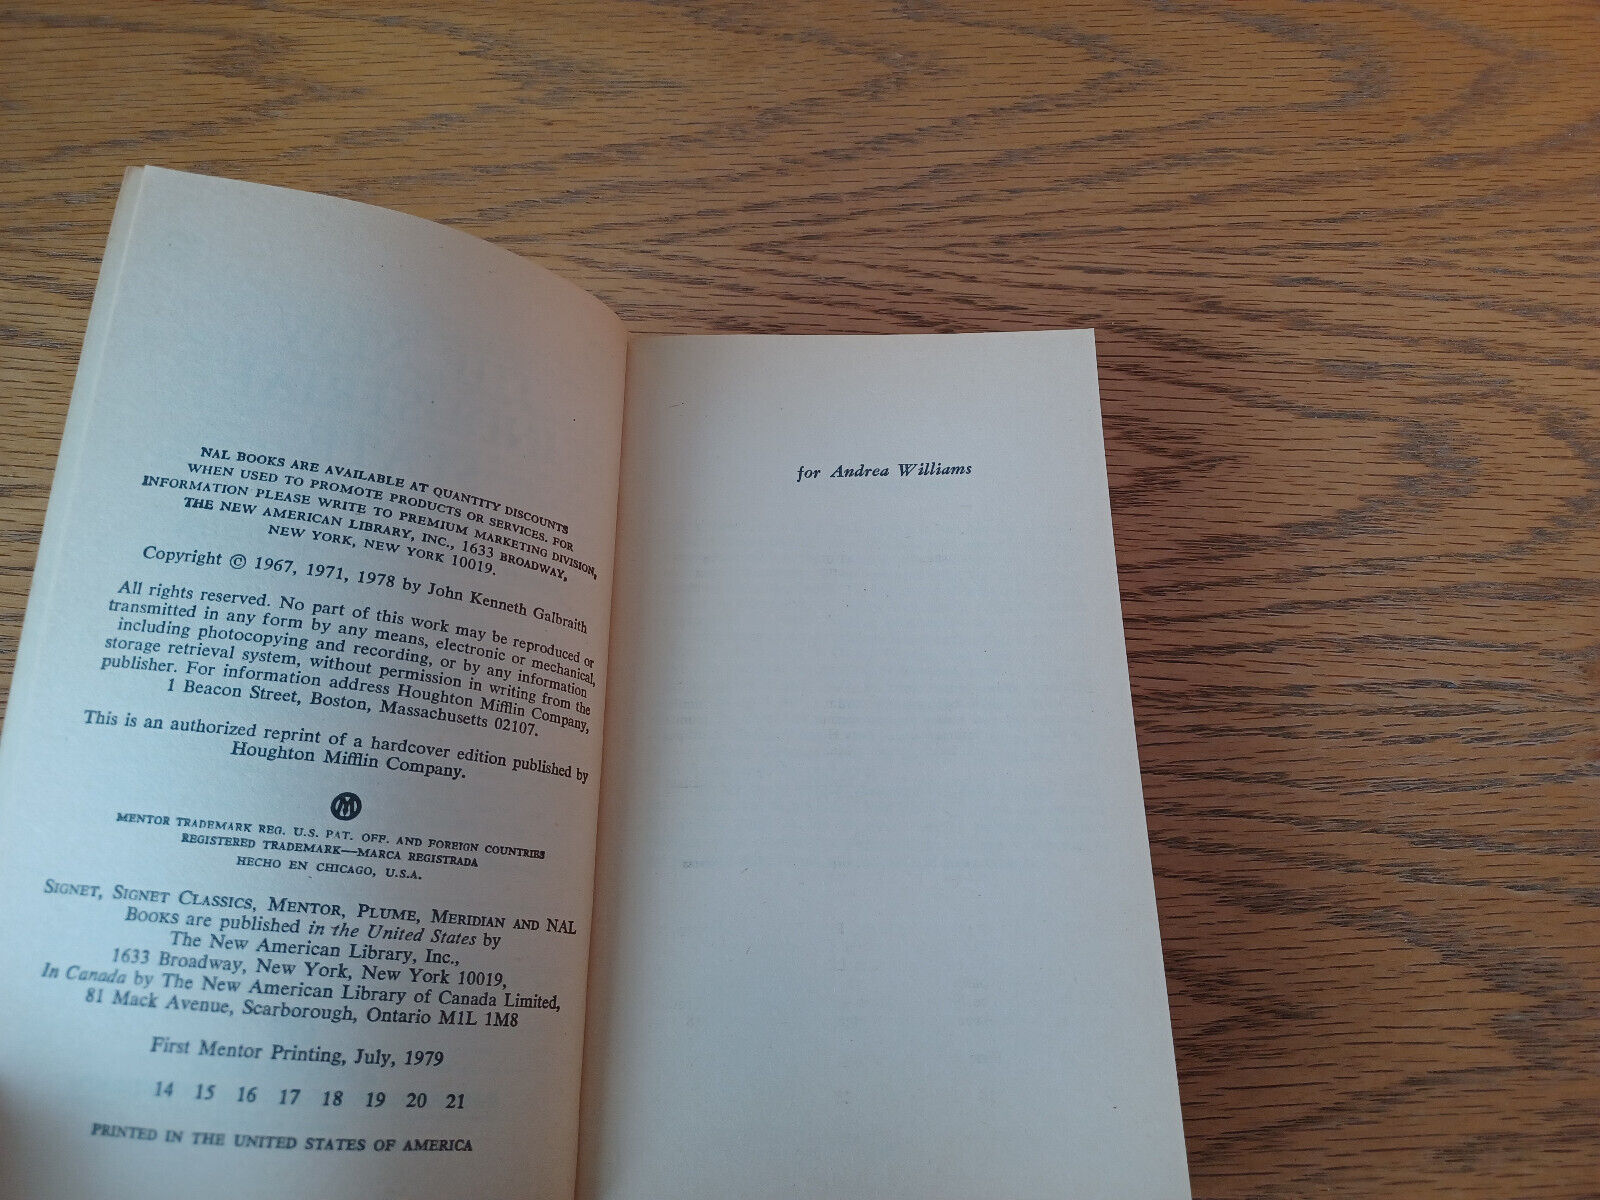 NAL BOOKS ARE AVAILABLE AT QUANTITY DISCOUNTS
WHEN USED TO PROMOTE PRODUCTS OR SERVICES. FOR
INFORMATION PLEASE WRITE TO PREMIUM MARKETING DIVISION,
THE NEW AMERICAN LIBRARY, INC., 1633 BROADWAY,
NEW YORK, NEW YORK 10019.
Copyright © 1967, 1971, 1978 by John Kenneth Galbraith
All rights reserved. No part of this work may be reproduced or
transmitted in any form by any means, electronic or mechanical,
including photocopying and recording, or by any information
storage retrieval system, without permission in writing from the
publisher. For information address Houghton Mifflin Company,
1 Beacon Street, Boston, Massachusetts 02107.
This is an authorized reprint of a hardcover edition published by
Houghton Mifflin Company.
M
MENTOR TRADEMARK REG. U.S. PAT. OFF. AND FOREIGN COUNTRIES
REGISTERED TRADEMARK—MARCA REGISTRADA
HECHO EN CHICAGO, U.S.A.
SIGNET, SIGNET CLASSICS, MENTOR, PLUME, MERIDIAN AND NAL
BOOKS are published in the United States by
The New American Library, Inc.,
1633 Broadway, New York, New York 10019,
In Canada by The New American Library of Canada Limited,
81 Mack Avenue, Scarborough, Ontario M1L 1M8
First Mentor Printing, July, 1979
14 15 16 17 18 19 20 21
PRINTED IN THE UNITED STATES OF AMERICA
for Andrea Williams